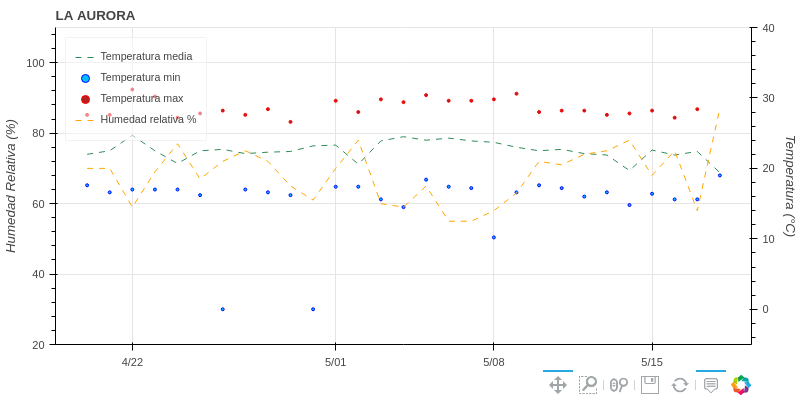 LA AURORA
Temperatura media
Temperatura min
Temperatura max
Humedad relativa %
Humedad Relativa (%)
100
80
60
40
20
Temperatura (°C)
40
30
20
10
0
4/22
5/01
5/08
5/15